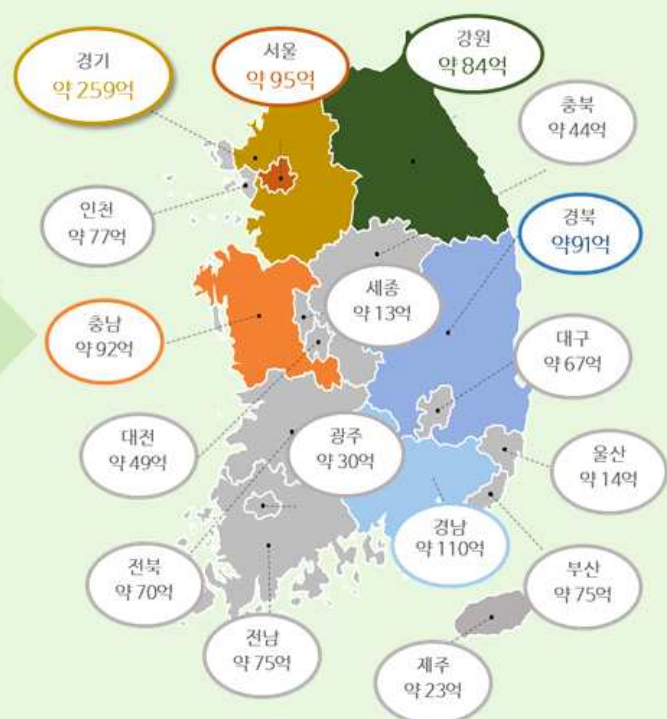 경기
약 259억
서울
약 95억
강원
약 84억
충북
약 44억
인천
약 77억
경북
약91억
세종
약 13억
충남
약 92억
대구
약 67억
대전
약 49억
광주
약 30억
울산
약 14억
경남
약 110억
전북
약 70억
부산
약 75억
전남
약 75억
제주
약 23억